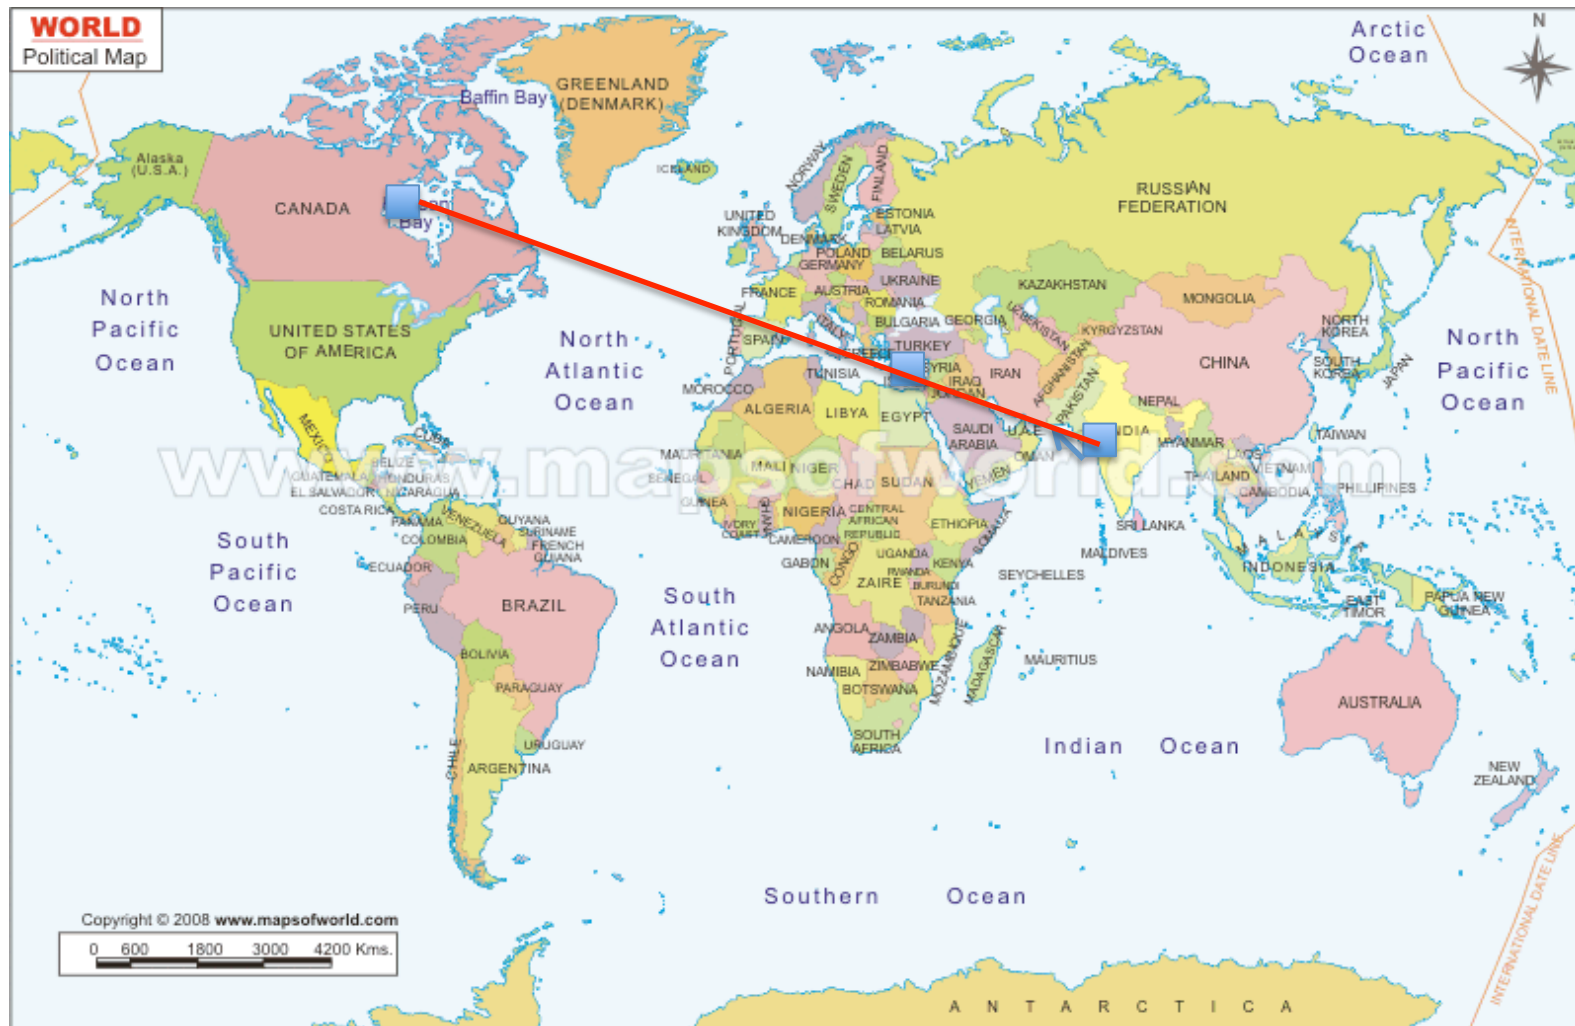 WORLD
Political Map
N
Arctic
Ocean
Baffin Bay
GREENLAND
(DENMARK)
Alaska
(U.S.A.)
ICELAND
CANADA
Bay
NORWAY
SWEDEN
FINLAND
RUSSIAN
FEDERATION
UNITED
KINGDOM
ESTONIA
LATVIA
DENMARK
POLAND
BELARUS
GERMANY
UKRAINE
FRANCE
AUSTRIA
ROMANIA
ITALY
BULGARIA
GEORGIA
KAZAKHSTAN
MONGOLIA
UZBEKISTAN
KYRGYZSTAN
NORTH
KOREA
SOUTH
KOREA
JAPAN
INTERNATIONAL DATE LINE
North
Pacific
Ocean
UNITED STATES
OF AMERICA
North
Atlantic
Ocean
PORTUGAL
SPAIN
TURKEY
TUNISIA
MOROCCO
SYRIA
IRAQ
JORDAN
IRAN
AFGHANISTAN
PAKISTAN
CHINA
NEPAL
North
Pacific
Ocean
MEXICO
CUBA
ALGERIA
LIBYA
EGYPT
SAUDI
ARABIA
U.A.E
OMAN
YEMEN
MYANMAR
TAIWAN
LAOS
VIETNAM
THAILAND
CAMBODIA
PHILLIPINES
www.mapsofworld.com
BELIZE
GUATEMALA
HONDURAS
EL SALVADOR
NICARAGUA
COSTA RICA
PANAMA
VENEZUELA
GUYANA
SURINAME
FRENCH
GUIANA
COLOMBIA
ECUADOR
PERU
BRAZIL
BOLIVIA
PARAGUAY
URUGUAY
CHILE
ARGENTINA
MAURITANIA
MALI
NIGER
CHAD
SUDAN
SENEGAL
GUINEA
IVORY
COAST
GHANA
NIGERIA
CENTRAL
AFRICAN
REPUBLIC
CAMEROON
ETHIOPIA
SOMALIA
GABON
CONGO
UGANDA
KENYA
RWANDA
BURUNDI
ZAIRE
TANZANIA
ANGOLA
ZAMBIA
MOZAMBIQUE
MADAGASCAR
NAMIBIA
ZIMBABWE
BOTSWANA
SOUTH
AFRICA
SRI LANKA
MALDIVES
SEYCHELLES
MAURITIUS
MALAYSIA
INDONESIA
EAST
TIMOR
PAPUA NEW
GUINEA
AUSTRALIA
NEW
ZEALAND
South
Pacific
Ocean
South
Atlantic
Ocean
Indian Ocean
Southern Ocean
INTERNATIONAL DATE LINE
Copyright © 2008 www.mapsofworld.com
0 600 1800 3000 4200 Kms.
ANTARCTICA